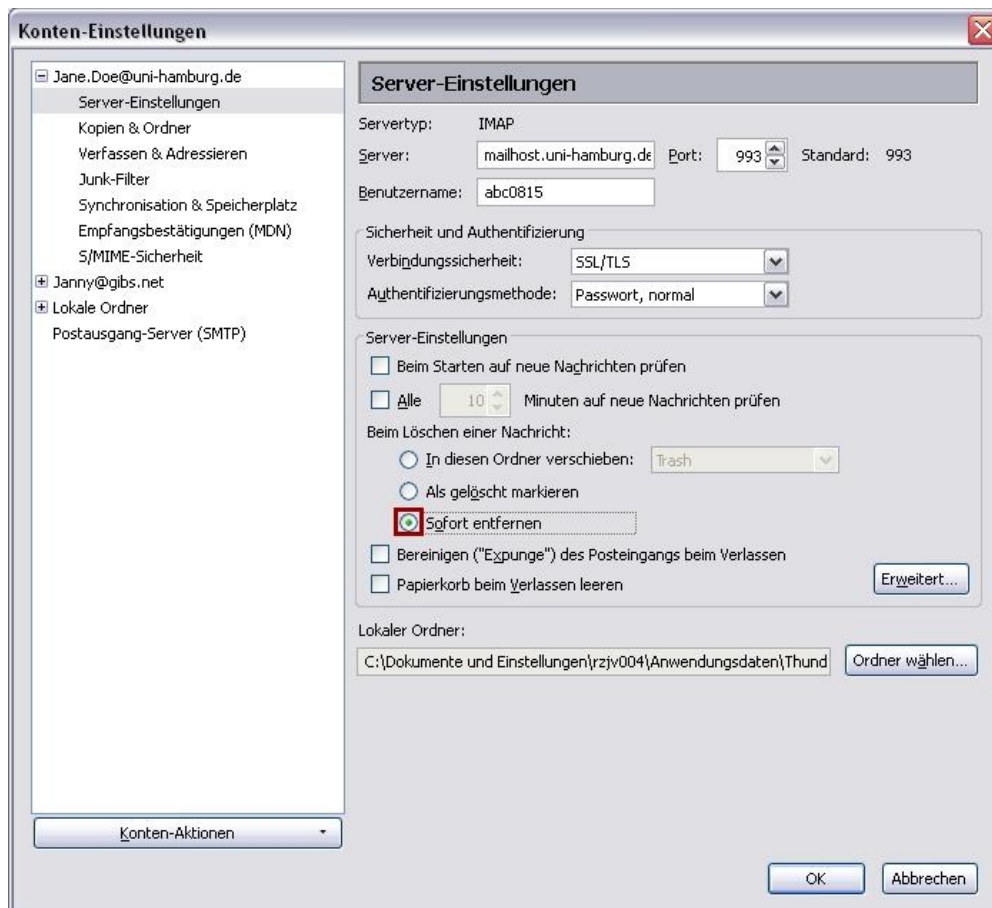 Konten-Einstellungen
Jane.Doe@uni-hamburg.de
Server-Einstellungen
Kopien & Ordner
Verfassen & Adressieren
Junk-Filter
Synchronisation & Speicherplatz
Empfangsbestätigungen (MDN)
S/MIME-Sicherheit
Janny@gibs.net
Lokale Ordner
Postausgang-Server (SMTP)
Konten-Aktionen
Server-Einstellungen
Servertyp: IMAP
Server: mailhost.uni-hamburg.de Port: 993 Standard: 993
Benutzername: abc0815
Sicherheit und Authentifizierung
Verbindungssicherheit: SSL/TLS
Authentifizierungsmethode: Passwort, normal
Server-Einstellungen
Beim Starten auf neue Nachrichten prüfen
Alle 10 Minuten auf neue Nachrichten prüfen
Beim Löschen einer Nachricht:
In diesen Ordner verschieben: Trash
Als gelöscht markieren
Sofort entfernen
Bereinigen ("Expunge") des Posteingangs beim Verlassen
Papierkorb beim Verlassen leeren
Erweitert...
Lokaler Ordner:
C:\Dokumente und Einstellungen\rzjv004\Anwendungsdaten\Thund Ordner wählen...
OK Abbrechen